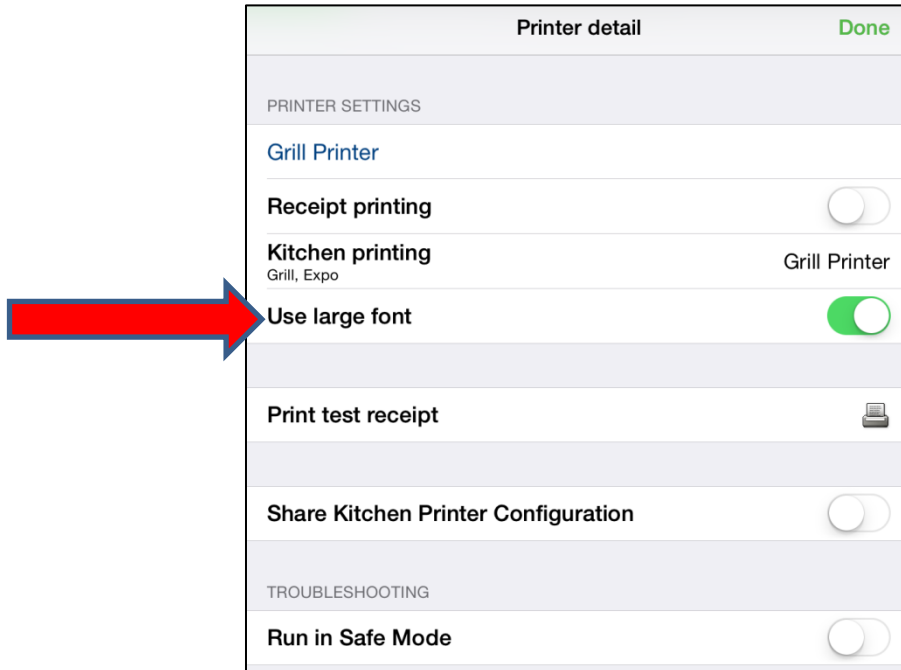 Printer detail
Done
PRINTER SETTINGS
Grill Printer
Receipt printing
Kitchen printing
Grill, Expo
Grill Printer
Use large font
Print test receipt
Share Kitchen Printer Configuration
TROUBLESHOOTING
Run in Safe Mode